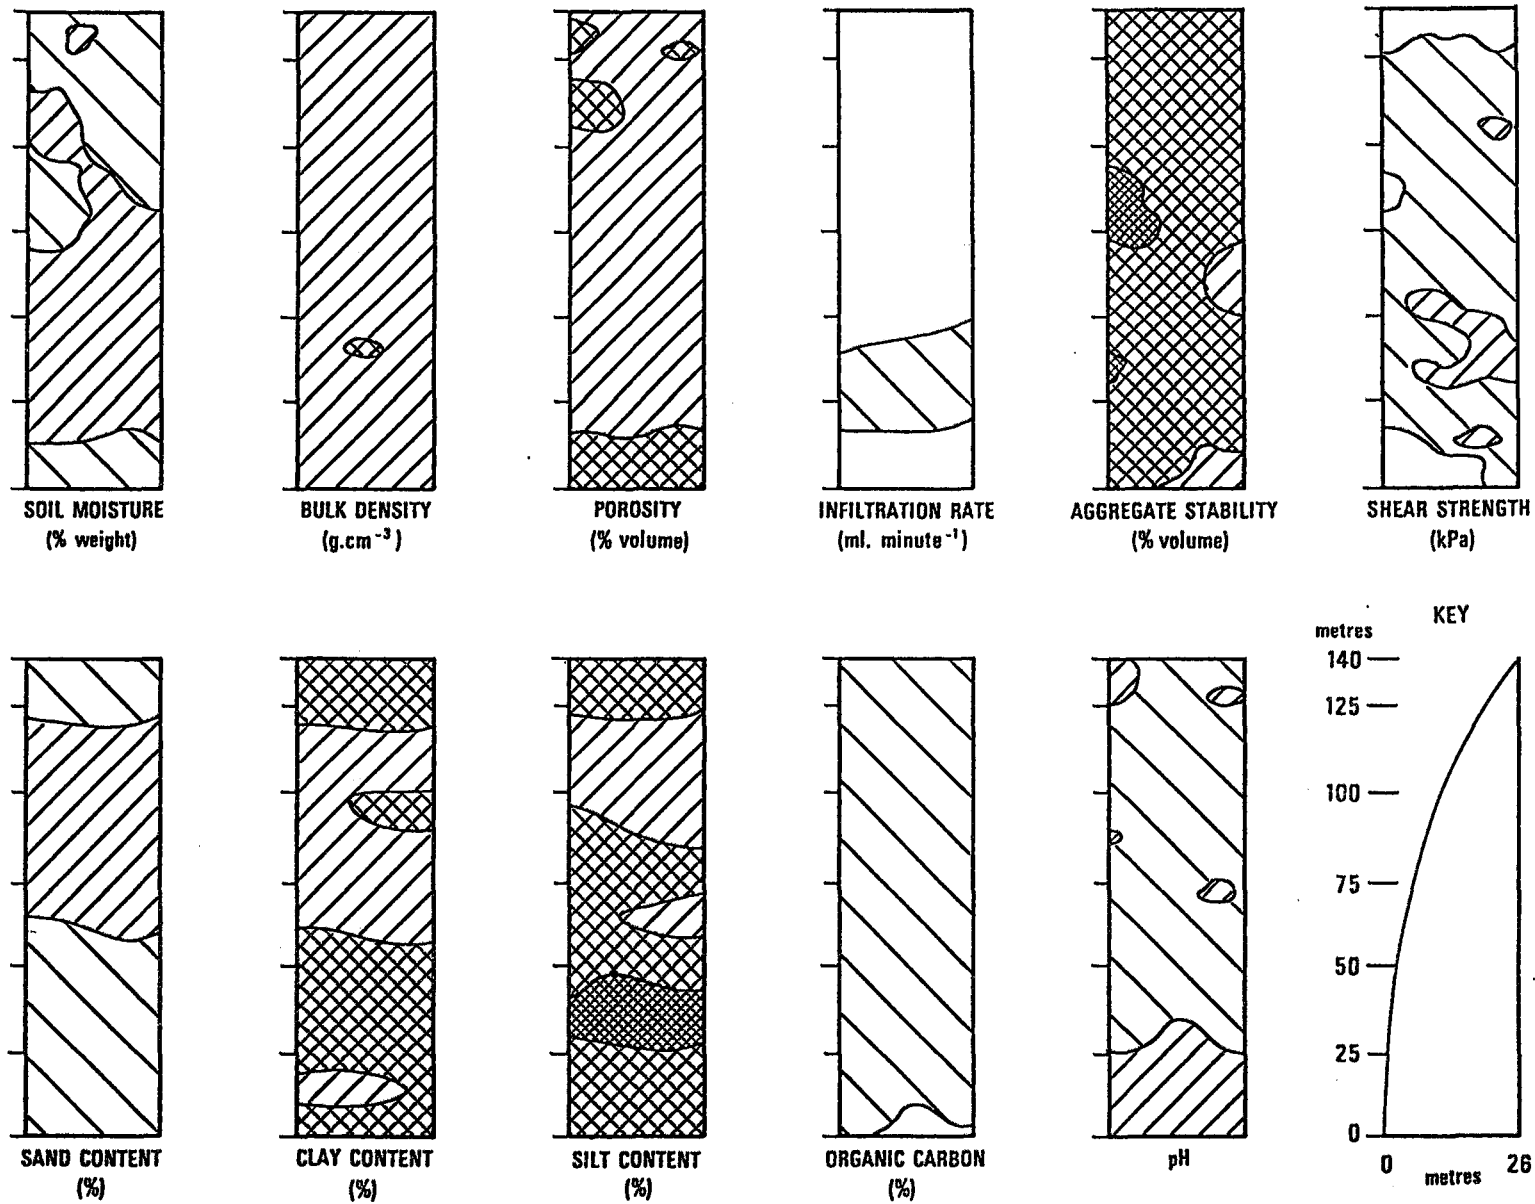 SOIL MOISTURE
(% weight)
BULK DENSITY
(g.cm⁻³)
POROSITY
(% volume)
INFILTRATION RATE
(ml. minute⁻¹)
AGGREGATE STABILITY
(% volume)
SHEAR STRENGTH
(kPa)
KEY
metres
140
125
100
75
50
25
0
0
26
metres
SAND CONTENT
(%)
CLAY CONTENT
(%)
SILT CONTENT
(%)
ORGANIC CARBON
(%)
pH